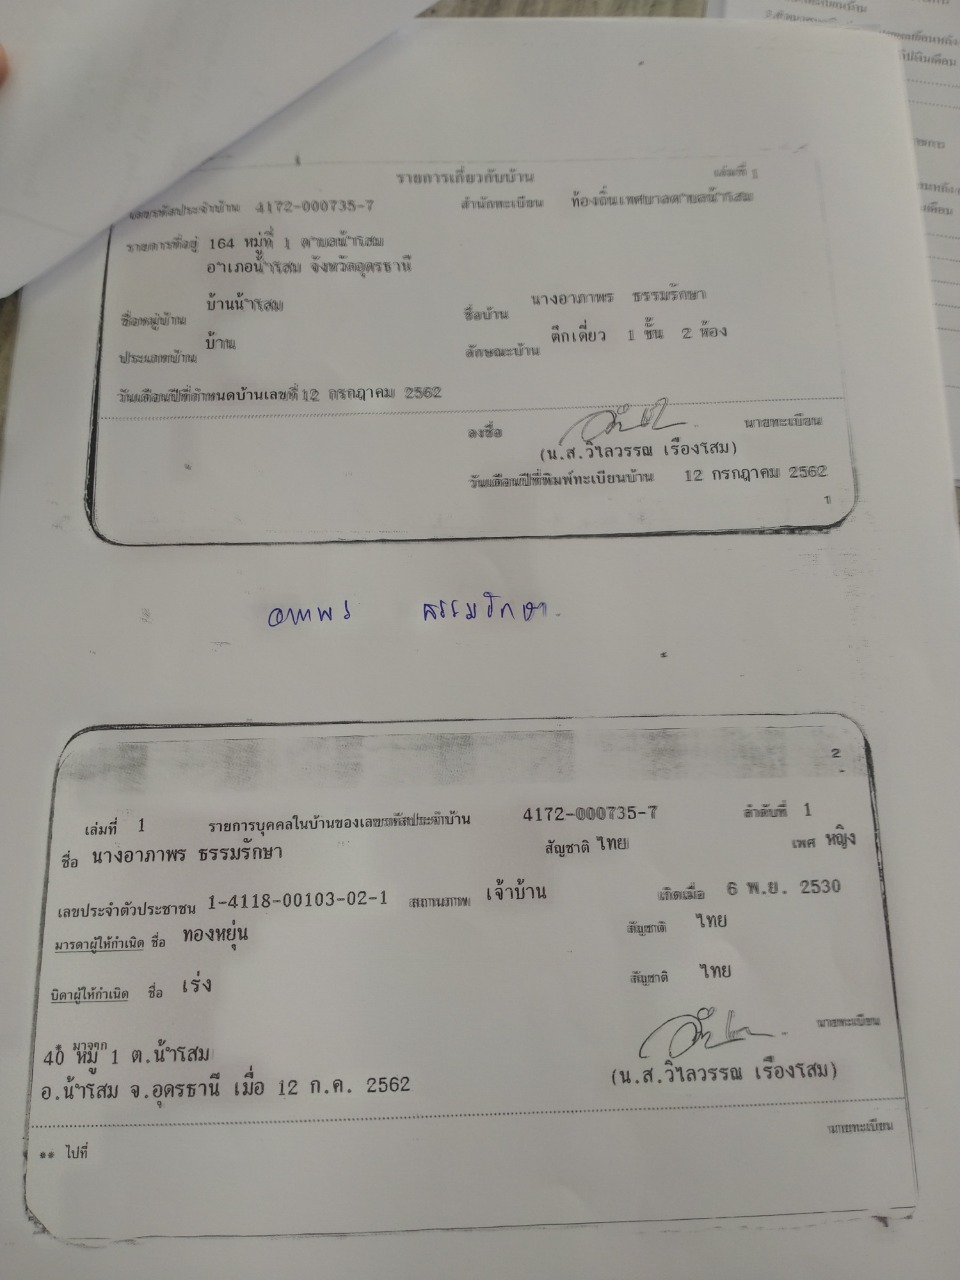 รายการเกี่ยวกับบ้าน เล่มที่ 1
เลขรหัสประจำบ้าน 4172-000735-7 สำนักทะเบียน ท้องถิ่นเทศบาลตำบลน้ำโสม
รายการที่อยู่ 164 หมู่ที่ 1 ตำบลน้ำโสม
อำเภอน้ำโสม จังหวัดอุดรธานี
ชื่อหมู่บ้าน บ้านน้ำโสม ชื่อบ้าน นางอาภาพร ธรรมรักษา
ประเภทบ้าน บ้าน ลักษณะบ้าน ตึกเดี่ยว 1 ชั้น 2 ห้อง
วันเดือนปีที่กำหนดบ้านเลขที่ 12 กรกฎาคม 2562
ลงชื่อ นายทะเบียน
(น.ส.วิไลวรรณ เรืองโสม)
วันเดือนปีที่พิมพ์ทะเบียนบ้าน 12 กรกฎาคม 2562
1
อาภาพร ธรรมรักษา
2
เล่มที่ 1 รายการบุคคลในบ้านของเลขรหัสประจำบ้าน 4172-000735-7 ลำดับที่ 1
ชื่อ นางอาภาพร ธรรมรักษา สัญชาติ ไทย เพศ หญิง
เลขประจำตัวประชาชน 1-4118-00103-02-1 สถานภาพ เจ้าบ้าน เกิดเมื่อ 6 พ.ย. 2530
มารดาผู้ให้กำเนิด ชื่อ ทองหยุ่น สัญชาติ ไทย
บิดาผู้ให้กำเนิด ชื่อ เร่ง สัญชาติ ไทย
* มาจาก
40 หมู่ 1 ต.น้ำโสม นายทะเบียน
อ.น้ำโสม จ.อุดรธานี เมื่อ 12 ก.ค. 2562 (น.ส.วิไลวรรณ เรืองโสม)
** ไปที่ นายทะเบียน